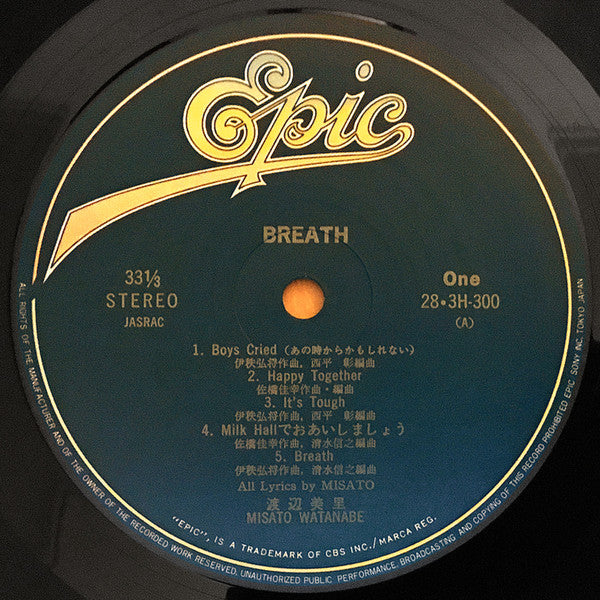 Epic
BREATH
33⅓
STEREO
JASRAC
One
28・3H-300
(A)
1. Boys Cried (あの時からかもしれない)
伊秩弘将作曲, 西平 彰編曲
2. Happy Together
佐橋佳幸作曲・編曲
3. It's Tough
伊秩弘将作曲, 西平 彰編曲
4. Milk Hallでおあいしましょう
佐橋佳幸作曲, 清水信之編曲
5. Breath
伊秩弘将作曲, 清水信之編曲
All Lyrics by MISATO
渡辺美里
MISATO WATANABE
"EPIC", IS A TRADEMARK OF CBS INC./MARCA REG.
ALL RIGHTS OF THE MANUFACTURER AND OF THE OWNER OF THE RECORDED WORK RESERVED. UNAUTHORIZED PUBLIC PERFORMANCE, BROADCASTING AND COPYING OF THIS RECORD PROHIBITED EPIC SONY INC. TOKYO JAPAN